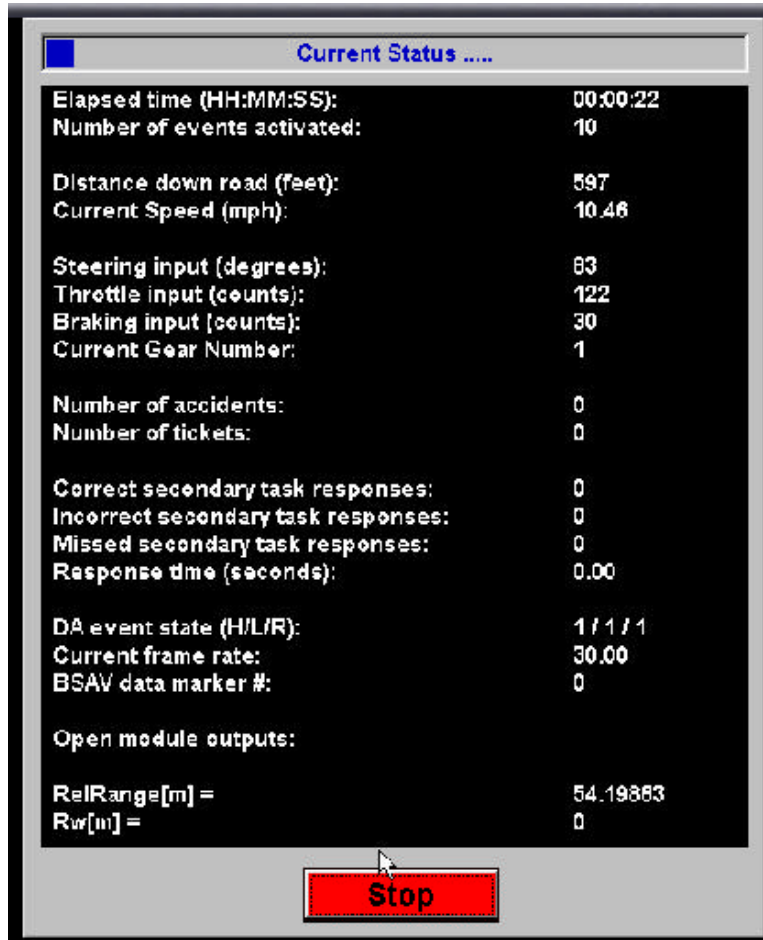 Current Status .....
Elapsed time (HH:MM:SS): 00:00:22
Number of events activated: 10
Distance down road (feet): 597
Current Speed (mph): 10.46
Steering input (degrees): 83
Throttle input (counts): 122
Braking input (counts): 30
Current Gear Number: 1
Number of accidents: 0
Number of tickets: 0
Correct secondary task responses: 0
Incorrect secondary task responses: 0
Missed secondary task responses: 0
Response time (seconds): 0.00
DA event state (H/L/R): 1 / 1 / 1
Current frame rate: 30.00
BSAV data marker #: 0
Open module outputs:
RelRange[m] = 54.19863
Rw[m] = 0
Stop